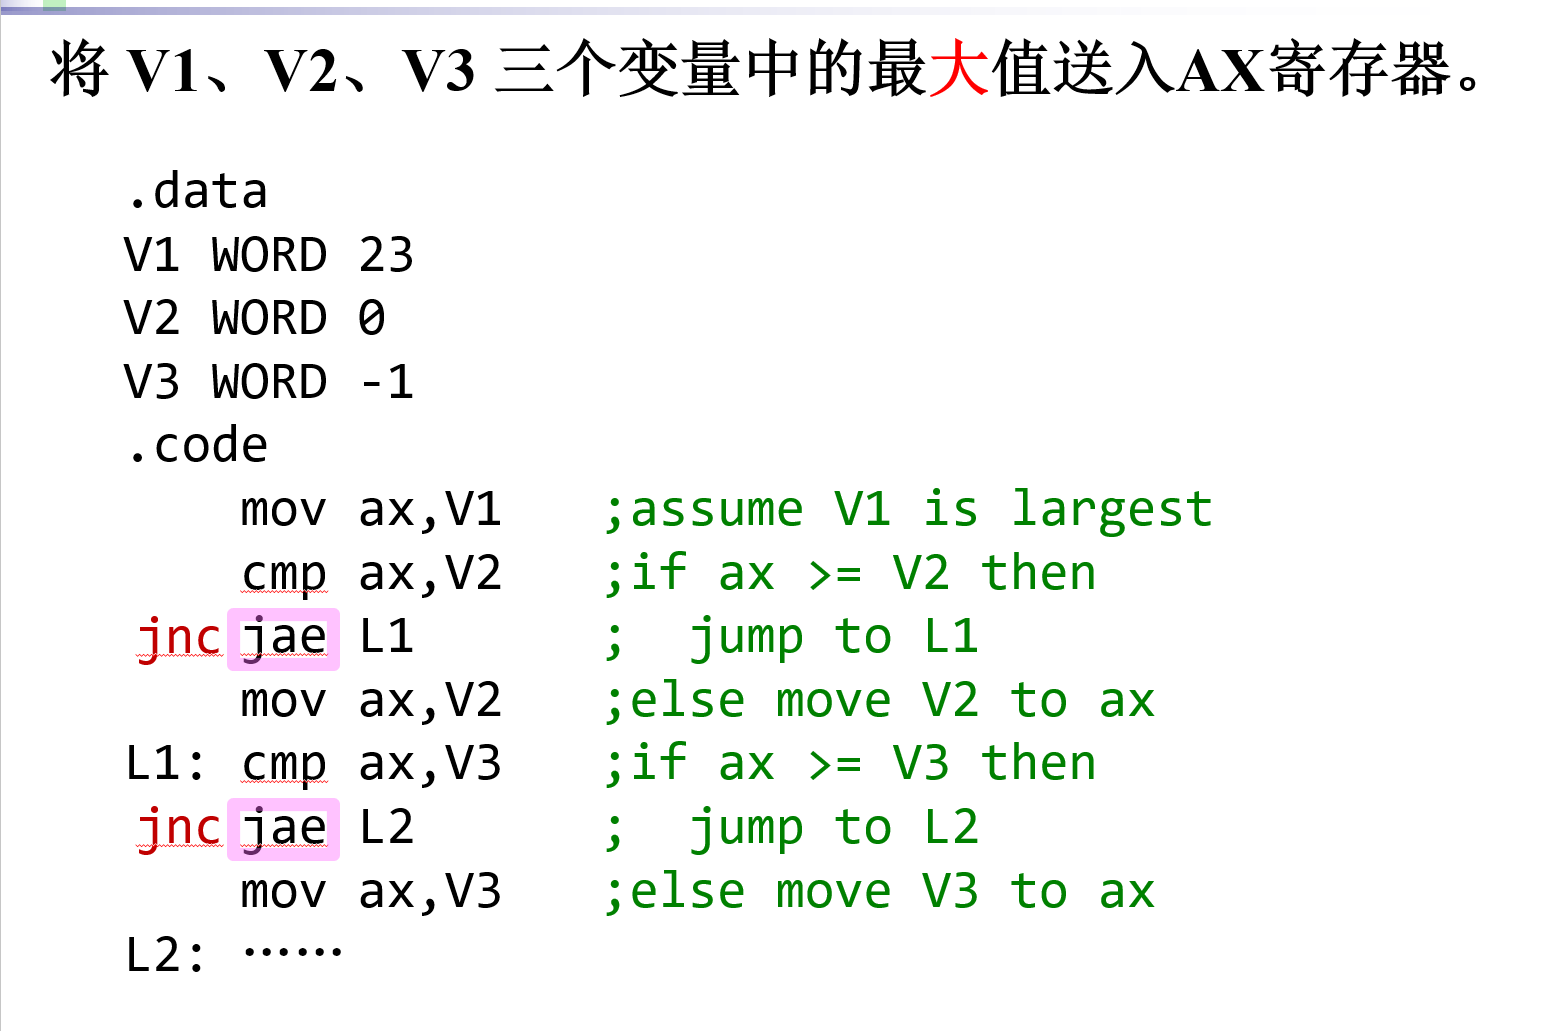 将 V1、V2、V3 三个变量中的最大值送入AX寄存器。
.data
V1 WORD 23
V2 WORD 0
V3 WORD -1
.code
mov ax,V1 ;assume V1 is largest
cmp ax,V2 ;if ax >= V2 then
jnc jae L1 ; jump to L1
mov ax,V2 ;else move V2 to ax
L1: cmp ax,V3 ;if ax >= V3 then
jnc jae L2 ; jump to L2
mov ax,V3 ;else move V3 to ax
L2: ……